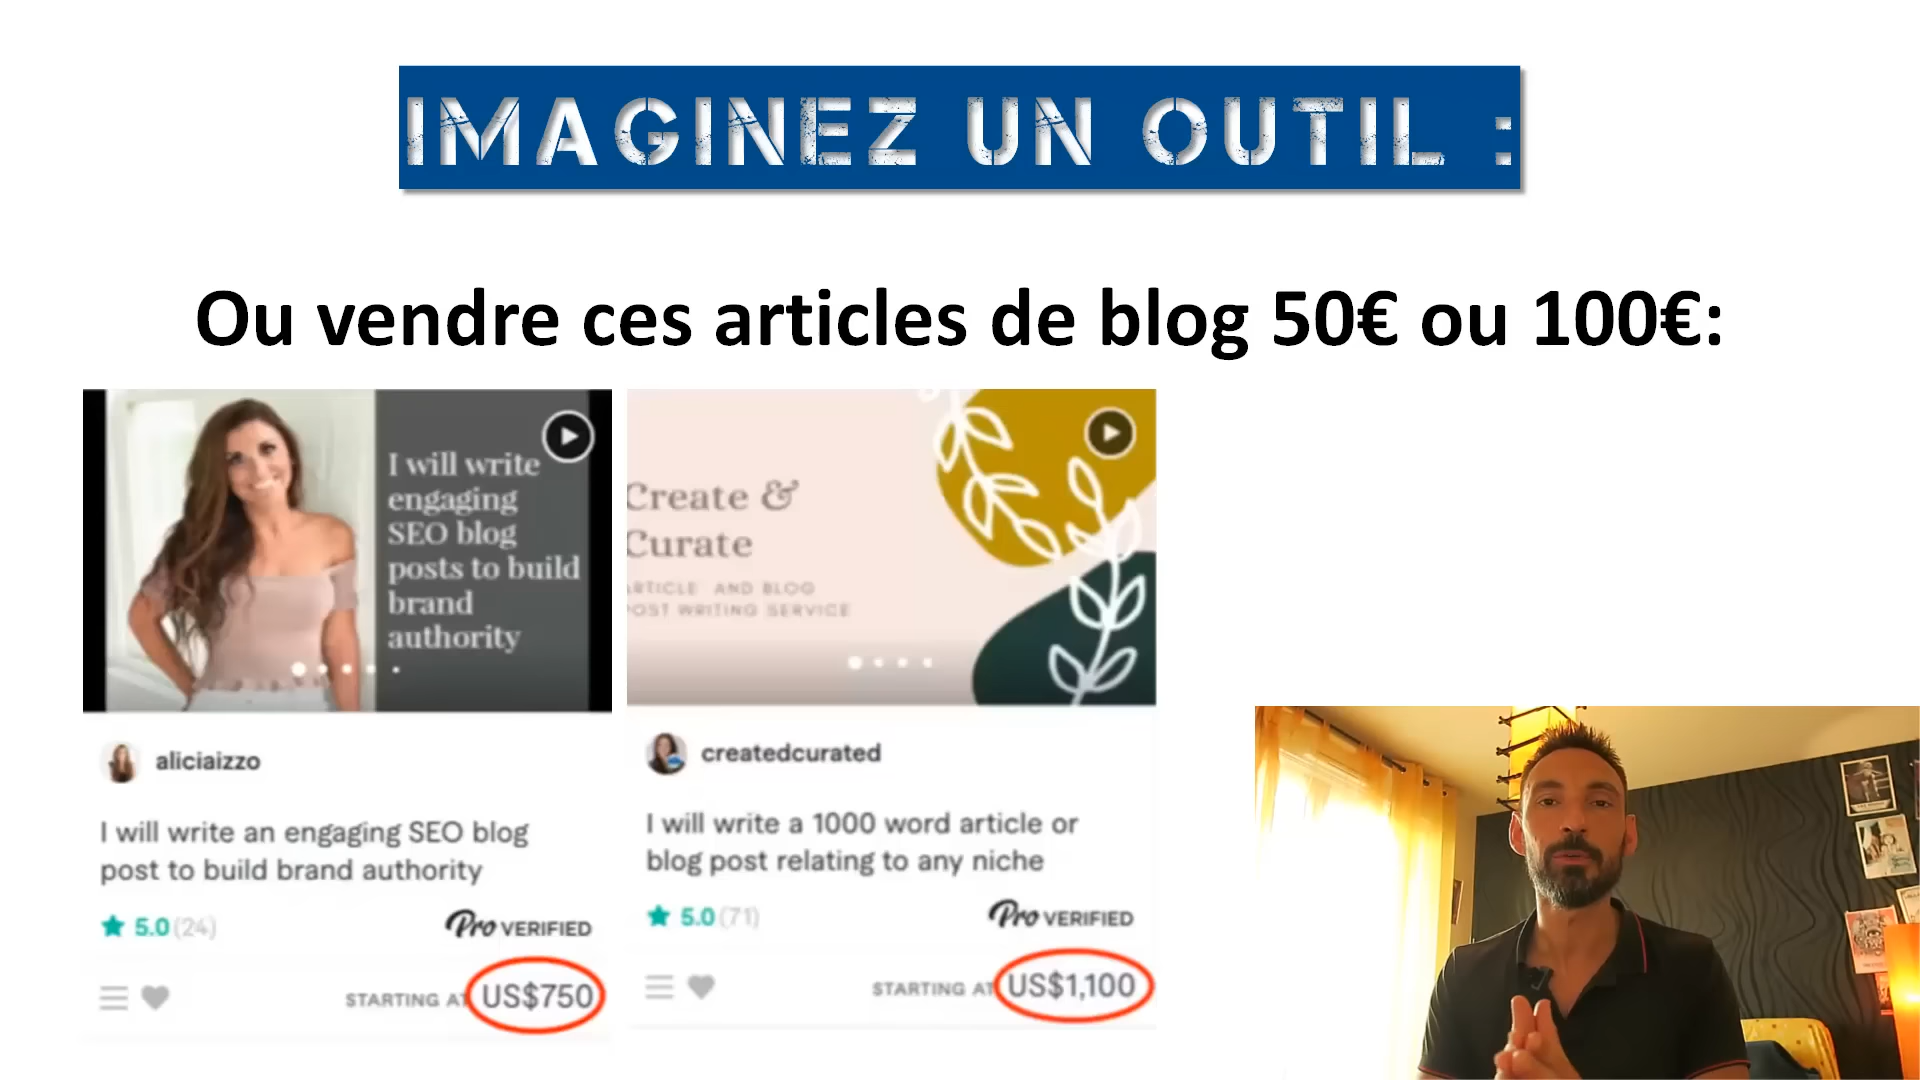 IMAGINEZ UN OUTIL :
Ou vendre ces articles de blog 50€ ou 100€:
I will write
engaging
SEO blog
posts to build
brand
authority
Create &
Curate
ARTICLE AND BLOG
POST WRITING SERVICE
aliciaizzo
I will write an engaging SEO blog
post to build brand authority
5.0 (24)
Pro VERIFIED
STARTING AT US$750
createdcurated
I will write a 1000 word article or
blog post relating to any niche
5.0 (71)
Pro VERIFIED
STARTING AT US$1,100